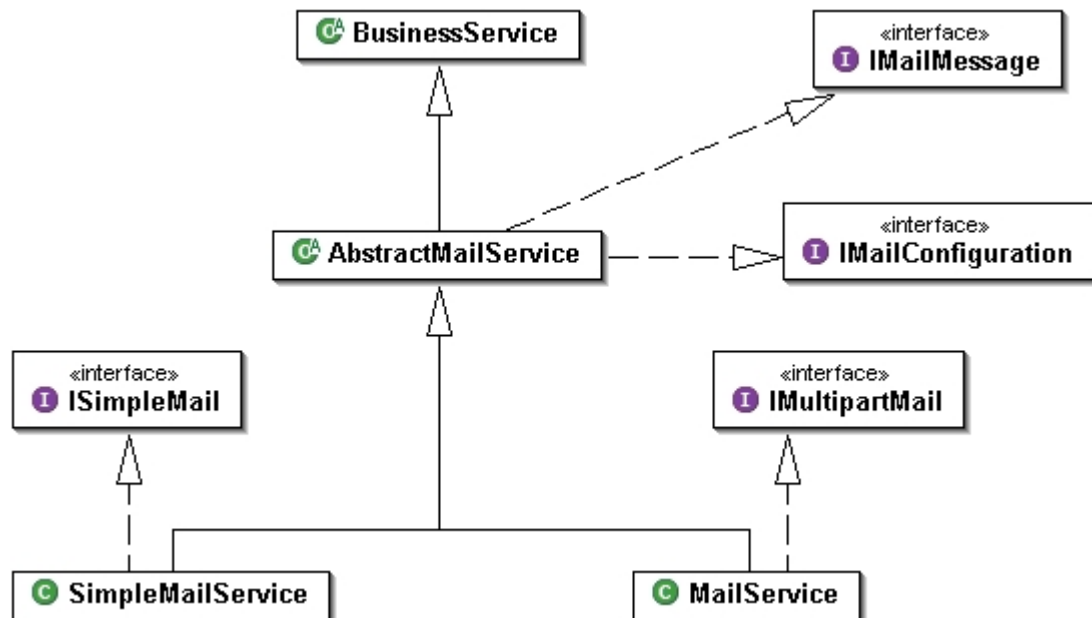 BusinessService
«interface»
IMailMessage
AbstractMailService
«interface»
IMailConfiguration
«interface»
ISimpleMail
«interface»
IMultipartMail
SimpleMailService
MailService